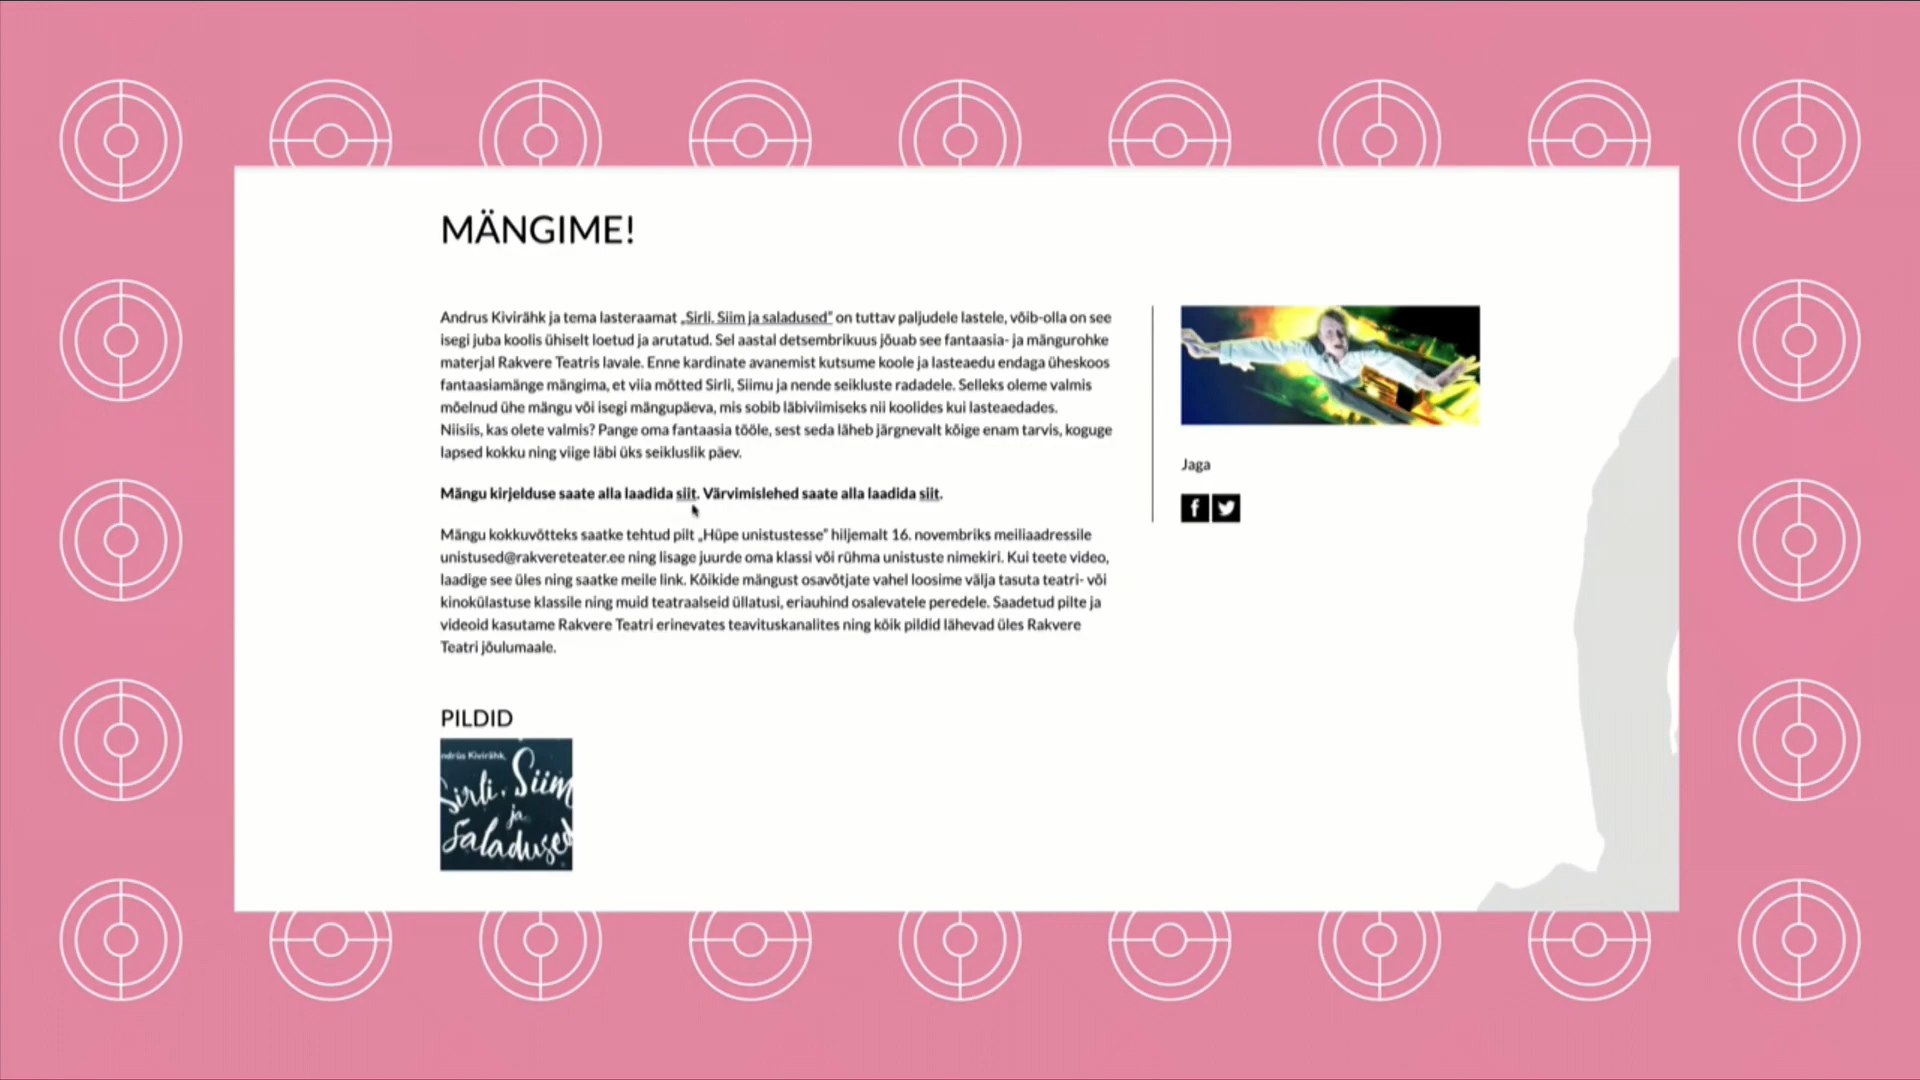 MÄNGIME!
Andrus Kivirähk ja tema lasteraamat „Sirli, Siim ja saladused“ on tuttav paljudele lastele, võib-olla on see
isegi juba koolis ühiselt loetud ja arutatud. Sel aastal detsembrikuus jõuab see fantaasia- ja mängurohke
materjal Rakvere Teatris lavale. Enne kardinate avanemist kutsume koole ja lasteaedu endaga üheskoos
fantaasiamänge mängima, et viia mõtted Sirli, Siimu ja nende seikluste radadele. Selleks oleme valmis
mõelnud ühe mängu või isegi mängupäeva, mis sobib läbiviimiseks nii koolides kui lasteaedades.
Niisiis, kas olete valmis? Pange oma fantaasia tööle, sest seda läheb järgnevalt kõige enam tarvis, koguge
lapsed kokku ning viige läbi üks seikluslik päev.
Mängu kirjelduse saate alla laadida siit. Värvimislehed saate alla laadida siit.
Mängu kokkuvõtteks saatke tehtud pilt „Hüpe unistustesse“ hiljemalt 16. novembriks meiliaadressile
unistused@rakvereteater.ee ning lisage juurde oma klassi või rühma unistuste nimekiri. Kui teete video,
laadige see üles ning saatke meile link. Kõikide mängust osavõtjate vahel loosime välja tasuta teatri- või
kinokülastuse klassile ning muid teatraalseid üllatusi, eriauhind osalevatele peredele. Saadetud pilte ja
videoid kasutame Rakvere Teatri erinevates teavituskanalites ning kõik pildid lähevad üles Rakvere
Teatri jõulumaale.
Jaga
PILDID
ndrus Kivirähk
Sirli, Siim
ja
Saladused